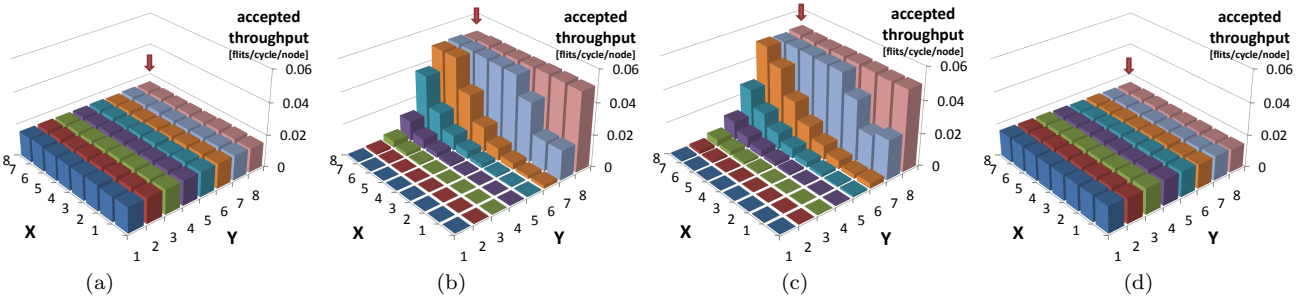 accepted
throughput
[flits/cycle/node]
0.06
0.04
0.02
0
8 7 6 5 4 3 2 1
X
1 2 3 4 5 6 7 8
Y
(a)
accepted
throughput
[flits/cycle/node]
0.06
0.04
0.02
0
8 7 6 5 4 3 2 1
X
1 2 3 4 5 6 7 8
Y
(b)
accepted
throughput
[flits/cycle/node]
0.06
0.04
0.02
0
8 7 6 5 4 3 2 1
X
1 2 3 4 5 6 7 8
Y
(c)
accepted
throughput
[flits/cycle/node]
0.06
0.04
0.02
0
8 7 6 5 4 3 2 1
X
1 2 3 4 5 6 7 8
Y
(d)